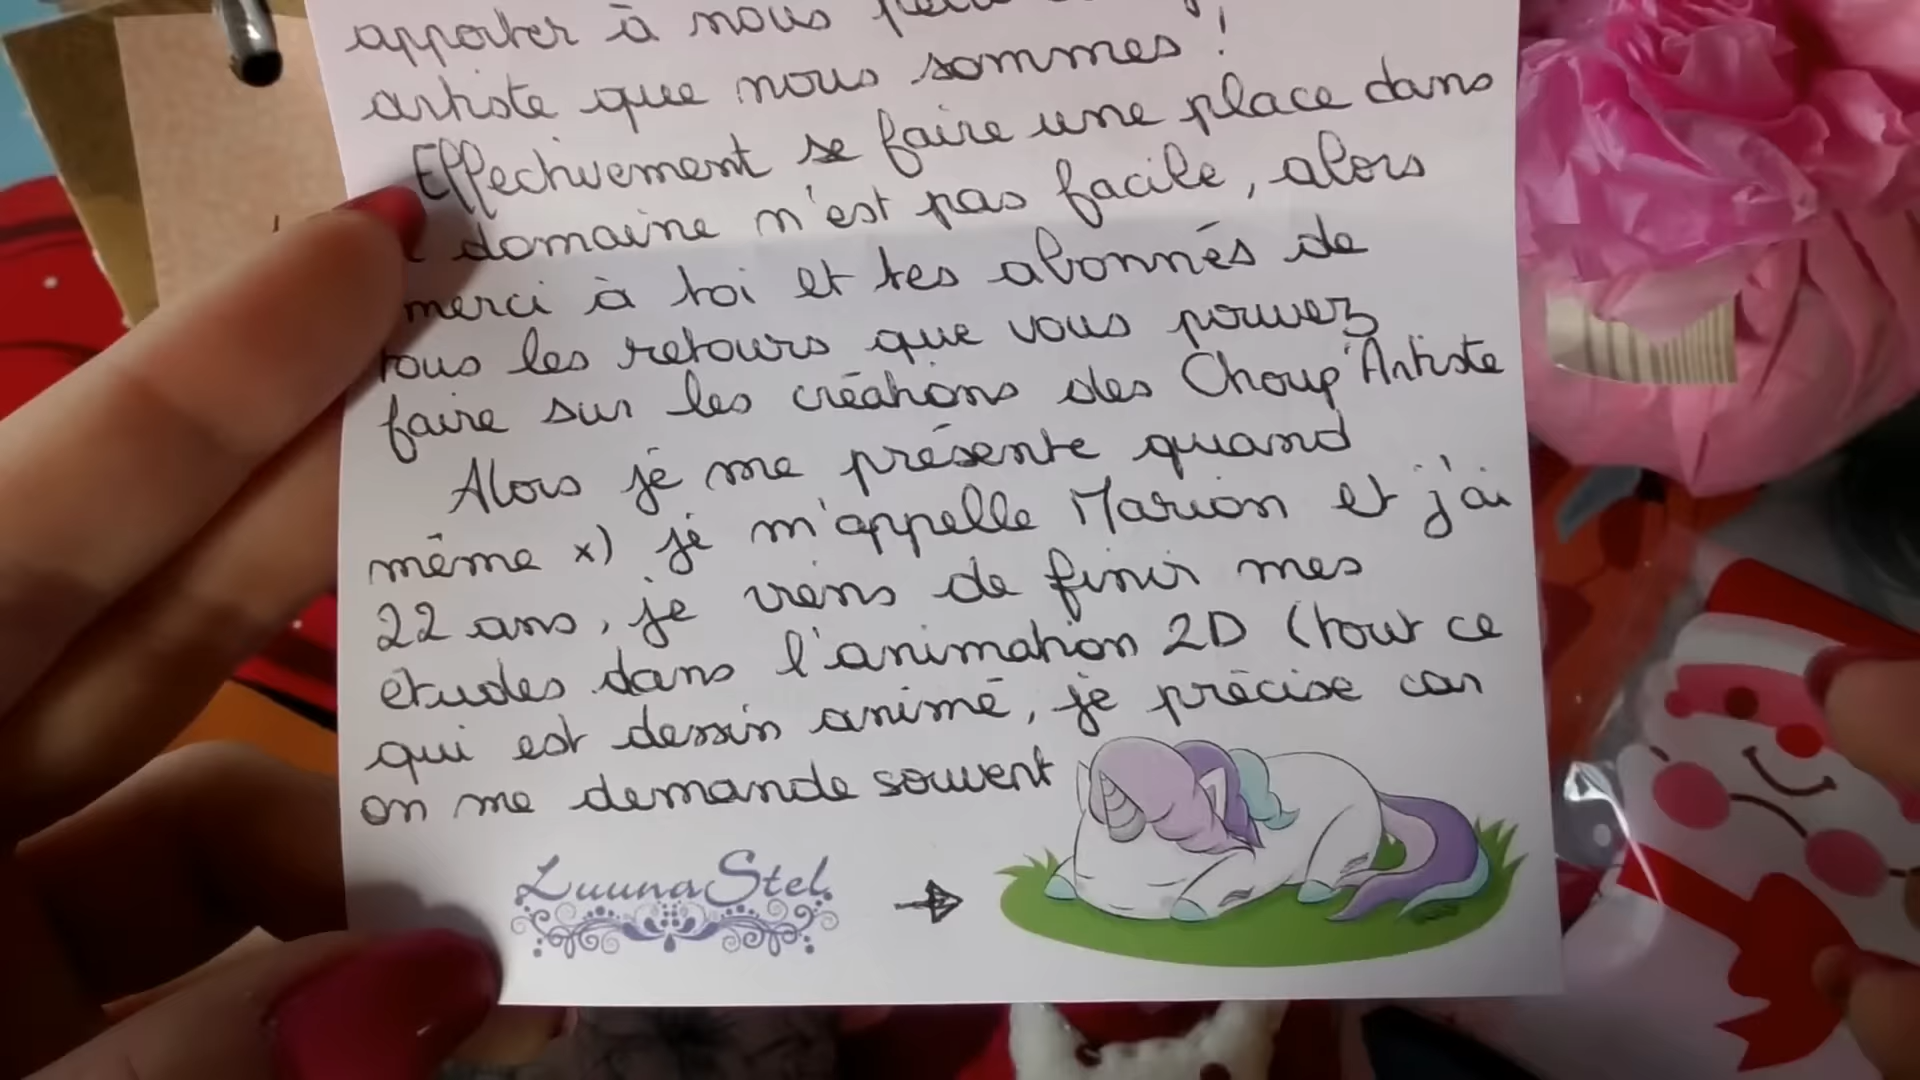 apporter à nous
artiste que nous sommes !
Effectivement se faire une place dans
domaine n'est pas facile, alors
merci à toi et tes abonnés de
tous les retours que vous pouvez
faire sur les créations des Choup'Artiste
Alors je me présente quand
même x) je m'appelle Marion et j'ai
22 ans, je viens de finir mes
études dans l'animation 2D (tout ce
qui est dessin animé, je précise car
on me demande souvent
LuunaStel